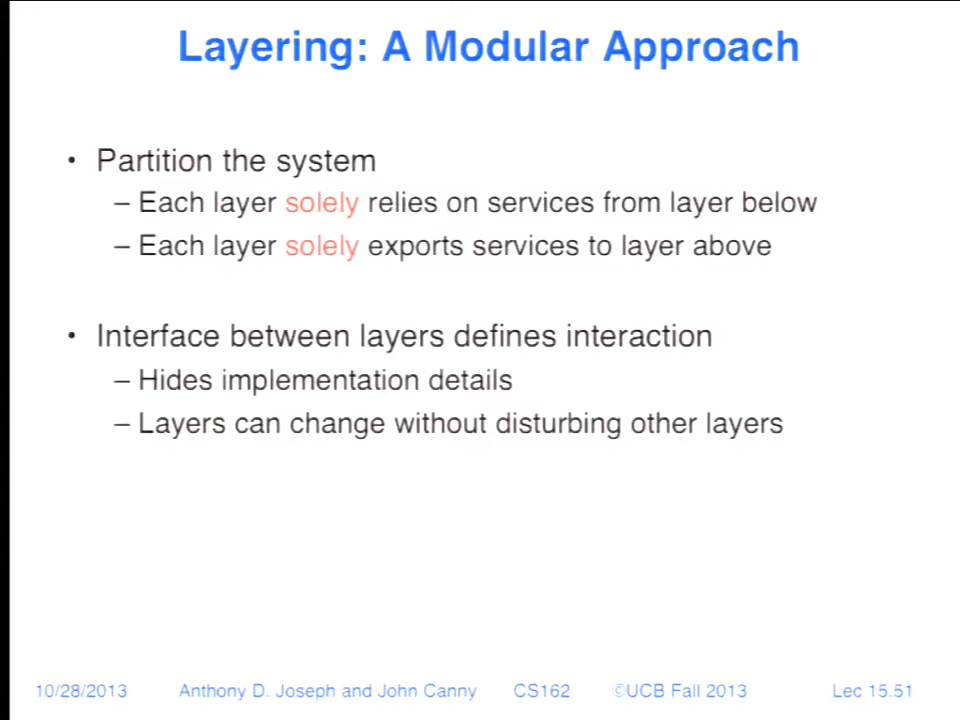 Layering: A Modular Approach
• Partition the system
– Each layer solely relies on services from layer below
– Each layer solely exports services to layer above
• Interface between layers defines interaction
– Hides implementation details
– Layers can change without disturbing other layers
10/28/2013 Anthony D. Joseph and John Canny CS162 ©UCB Fall 2013 Lec 15.51